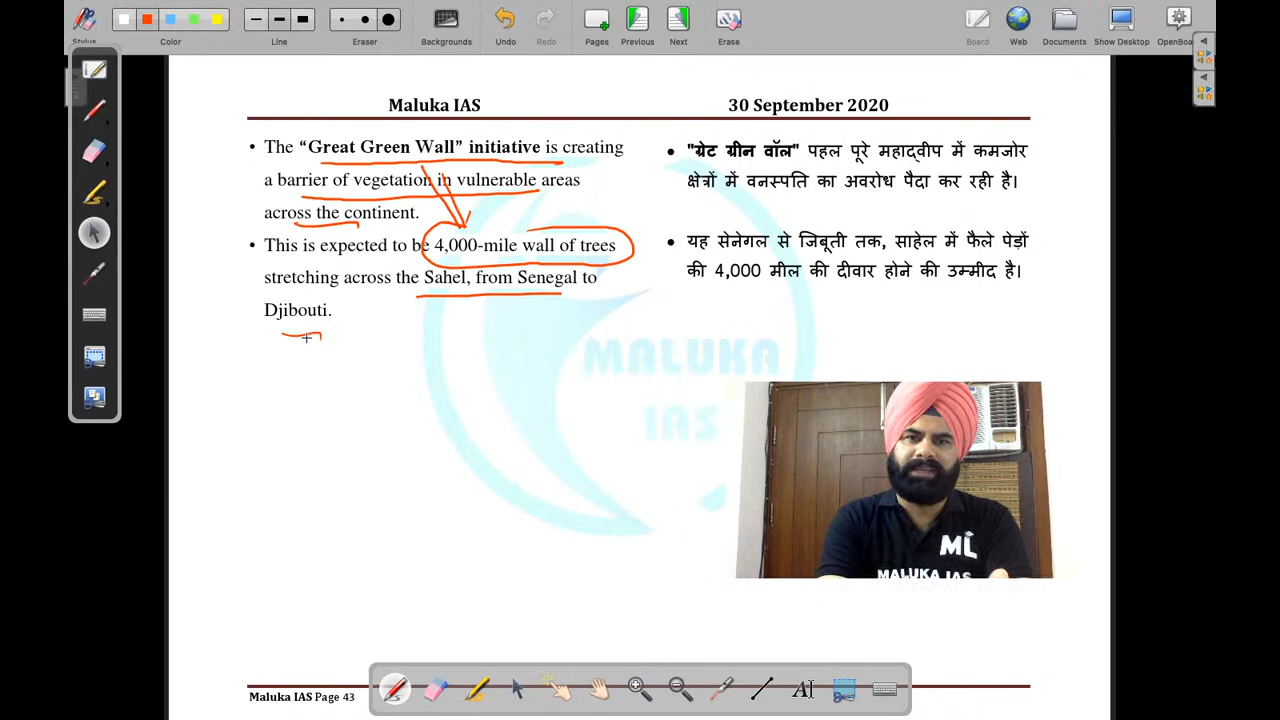 Stylus
Color
Line
Eraser
Backgrounds
Undo
Redo
Pages
Previous
Next
Erase
Board
Web
Documents
Show Desktop
OpenBoa
Maluka IAS
30 September 2020
• The “Great Green Wall” initiative is creating
a barrier of vegetation in vulnerable areas
across the continent.
• This is expected to be 4,000-mile wall of trees
stretching across the Sahel, from Senegal to
Djibouti.
• "ग्रेट ग्रीन वॉल" पहल पूरे महाद्वीप में कमजोर
क्षेत्रों में वनस्पति का अवरोध पैदा कर रही है।
• यह सेनेगल से जिबूती तक, साहेल में फैले पेड़ों
की 4,000 मील की दीवार होने की उम्मीद है।
MALUKA
IAS
ML
MALUKA IAS
Maluka IAS Page 43